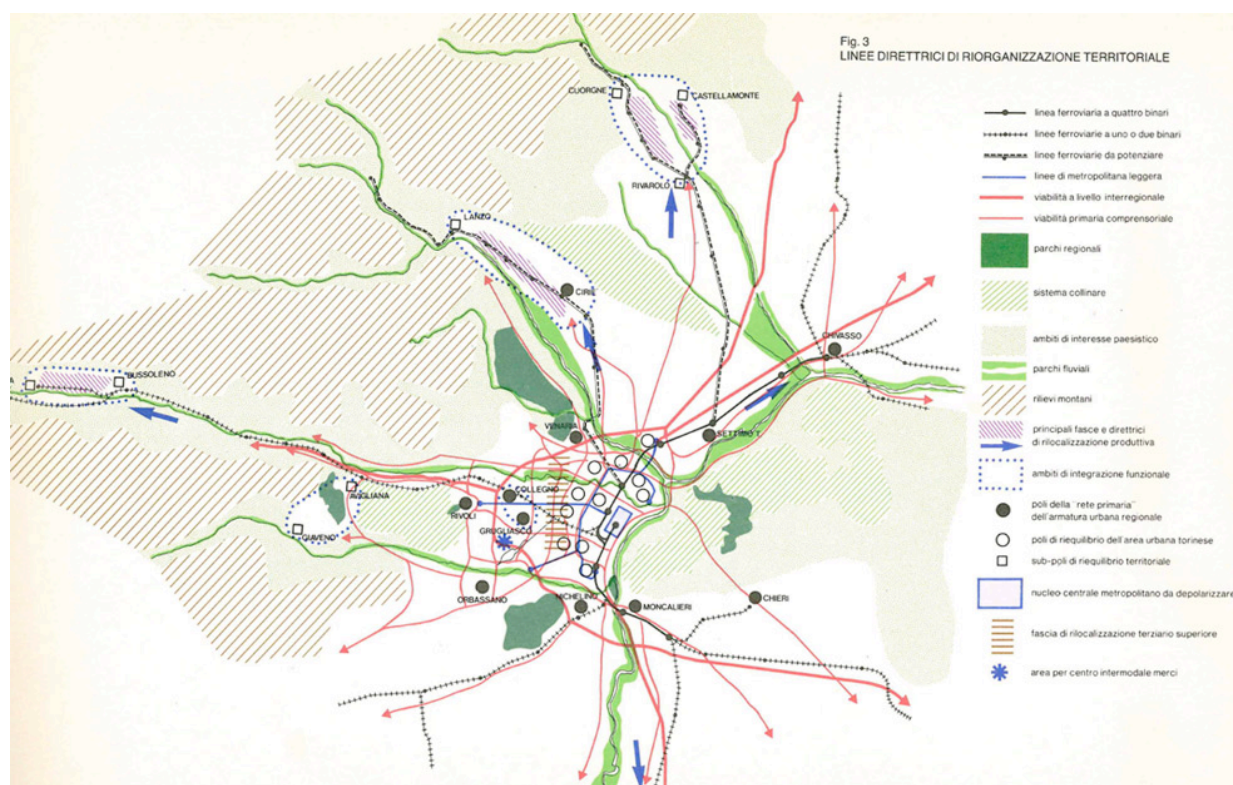 Fig. 3
LINEE DIRETTRICI DI RIORGANIZZAZIONE TERRITORIALE
linea ferroviaria a quattro binari
linee ferroviarie a uno o due binari
linee ferroviarie da potenziare
linee di metropolitana leggera
viabilità a livello interregionale
viabilità primaria comprensoriale
parchi regionali
sistema collinare
ambiti di interesse paesistico
parchi fluviali
rilievi montani
principali fasce e direttrici
di rilocalizzazione produttiva
ambiti di integrazione funzionale
poli della "rete primaria"
dell'armatura urbana regionale
poli di riequilibrio dell'area urbana torinese
sub-poli di riequilibrio territoriale
nucleo centrale metropolitano da depolarizzare
fascia di rilocalizzazione terziario superiore
area per centro intermodale merci
CUORGNE
CASTELLAMONTE
RIVAROLO
LANZO
CIRIE
CHIVASSO
BUSSOLENO
VENARIA
SETTIMO T.
AVIGLIANA
COLLEGNO
RIVOLI
GRUGLIASCO
GIAVENO
ORBASSANO
NICHELINO
MONCALIERI
CHIERI